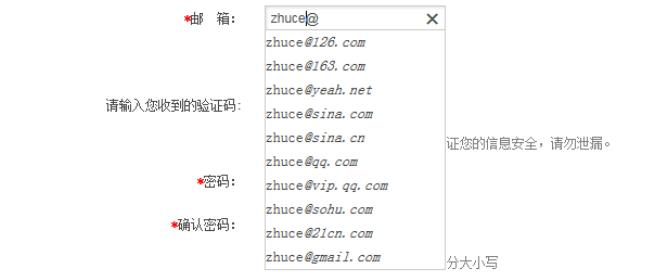 *邮 箱： zhuce@
zhuce@126.com
zhuce@163.com
zhuce@yeah.net
请输入您收到的验证码:
zhuce@sina.com
zhuce@sina.cn
证您的信息安全，请勿泄漏。
zhuce@qq.com
*密码：
zhuce@vip.qq.com
zhuce@sohu.com
*确认密码：
zhuce@21cn.com
zhuce@gmail.com
分大小写